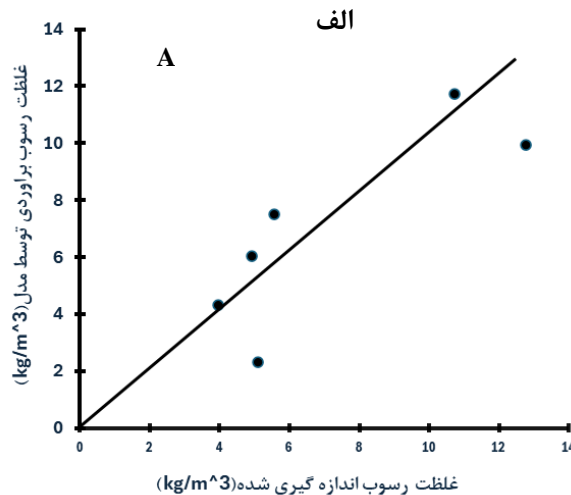 الف
A
14
12
10
8
6
4
2
0
غلظت رسوب براوردی توسط مدل(kg/m^3)
0 2 4 6 8 10 12 14
غلظت رسوب اندازه گیری شده(kg/m^3)